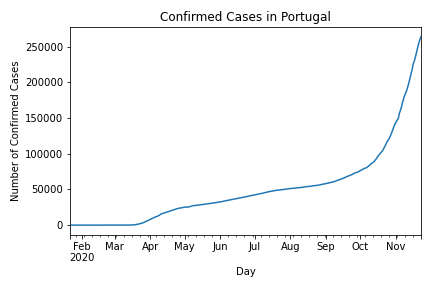 Confirmed Cases in Portugal
250000
200000
150000
100000
50000
0
Number of Confirmed Cases
Feb Mar Apr May Jun Jul Aug Sep Oct Nov
2020
Day